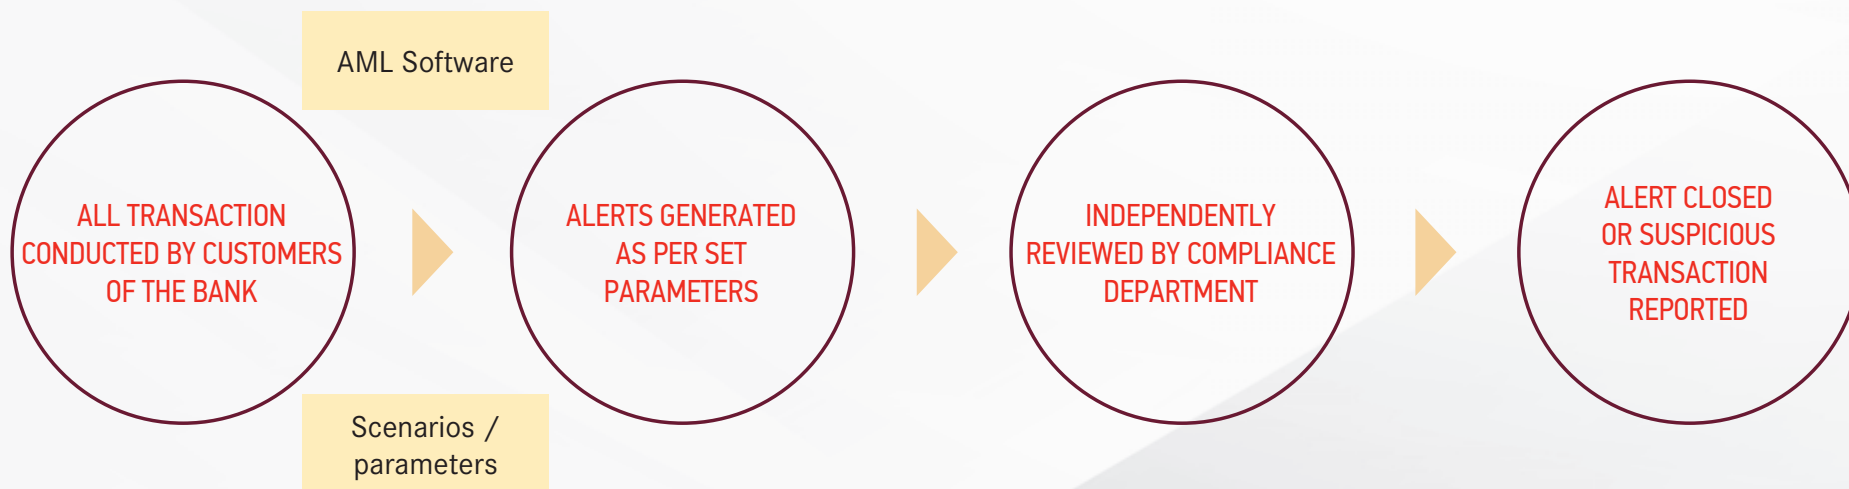 AML Software
ALL TRANSACTION
CONDUCTED BY CUSTOMERS
OF THE BANK
ALERTS GENERATED
AS PER SET
PARAMETERS
INDEPENDENTLY
REVIEWED BY COMPLIANCE
DEPARTMENT
ALERT CLOSED
OR SUSPICIOUS
TRANSACTION
REPORTED
Scenarios /
parameters